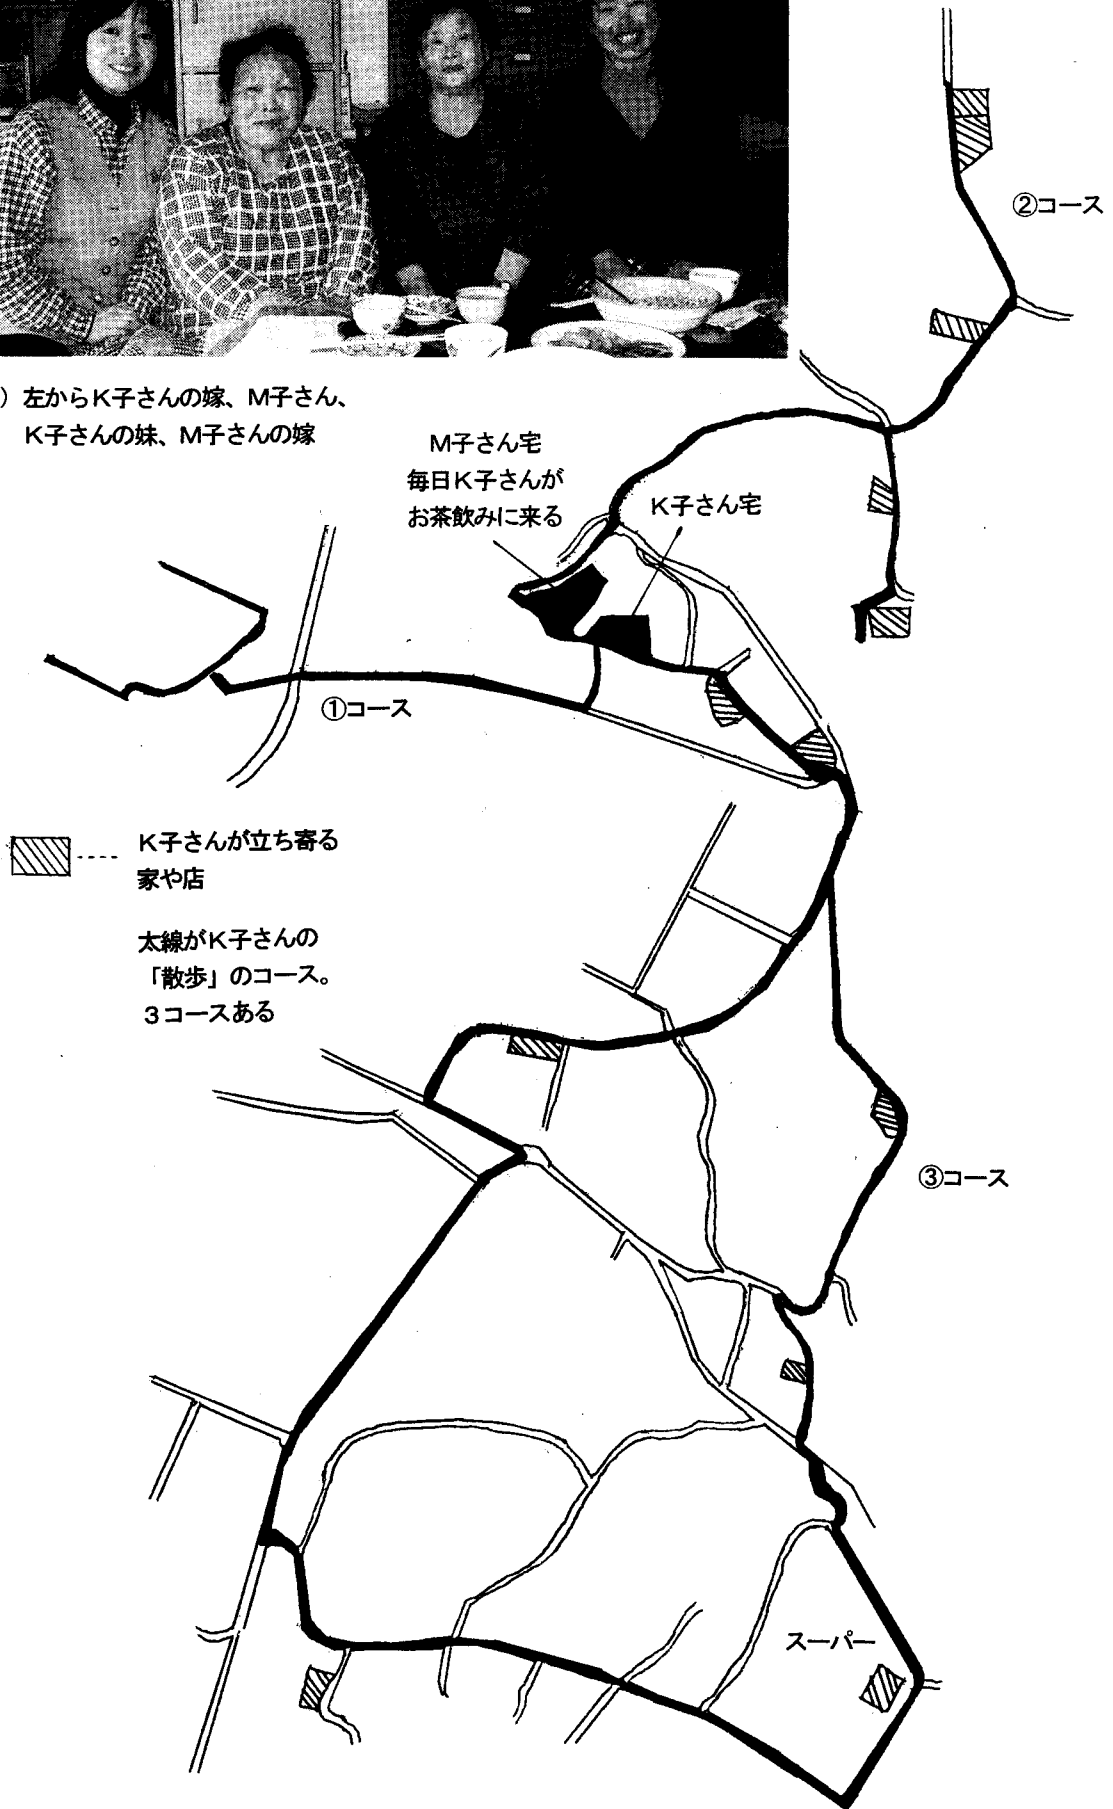 ）左からK子さんの嫁、M子さん、
K子さんの妹、M子さんの嫁
②コース
M子さん宅
毎日K子さんが
お茶飲みに来る
K子さん宅
①コース
K子さんが立ち寄る
家や店
太線がK子さんの
「散歩」のコース。
3コースある
③コース
スーパー